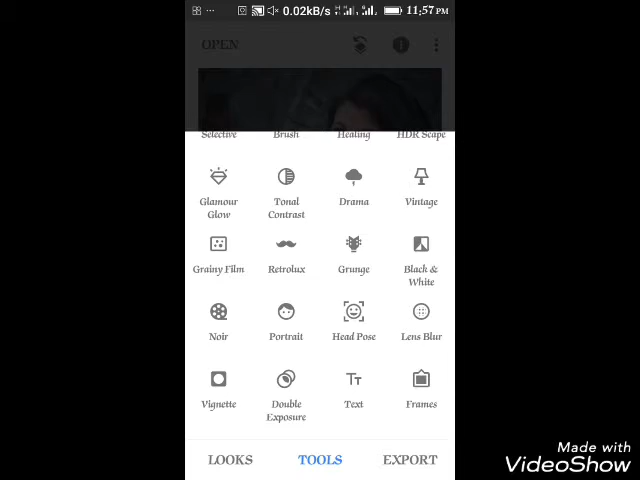 0.02kB/s 11,57 PM
OPEN
Selective Brush Healing HDR Scape
Glamour Glow Tonal Contrast Drama Vintage
Grainy Film Retrolux Grunge Black & White
Noir Portrait Head Pose Lens Blur
Vignette Double Exposure Tt Text Frames
LOOKS TOOLS EXPORT
Made with
VideoShow